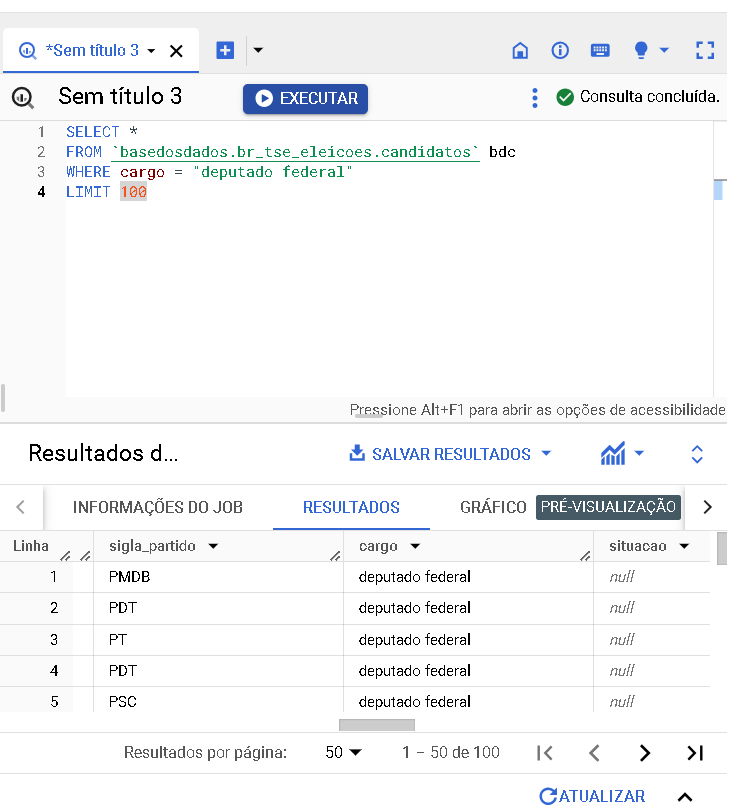 *Sem título 3
Sem título 3 EXECUTAR Consulta concluída.
1 SELECT *
2 FROM `basedosdados.br_tse_eleicoes.candidatos` bdc
3 WHERE cargo = "deputado federal"
4 LIMIT 100
Pressione Alt+F1 para abrir as opções de acessibilidade
Resultados d... SALVAR RESULTADOS
INFORMAÇÕES DO JOB RESULTADOS GRÁFICO PRÉ-VISUALIZAÇÃO
Linha sigla_partido cargo situacao
1 PMDB deputado federal null
2 PDT deputado federal null
3 PT deputado federal null
4 PDT deputado federal null
5 PSC deputado federal null
Resultados por página: 50 1 – 50 de 100
ATUALIZAR